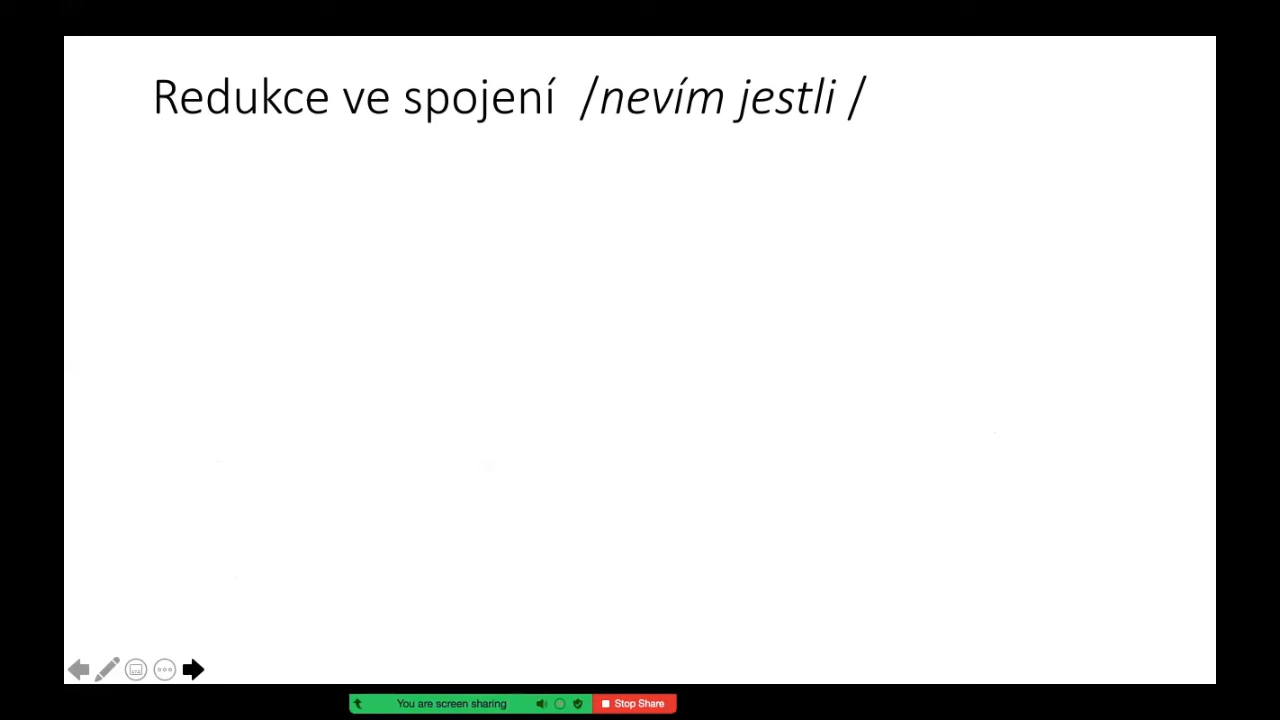 Redukce ve spojení /nevím jestli /
You are screen sharing
Stop Share